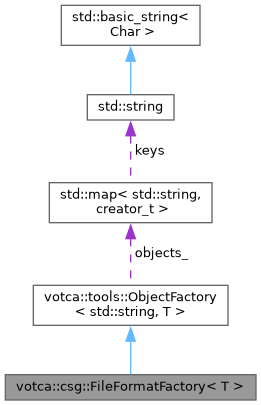 std::basic_string<
Char >
std::string
keys
std::map< std::string,
creator_t >
objects_
votca::tools::ObjectFactory
< std::string, T >
votca::csg::FileFormatFactory< T >